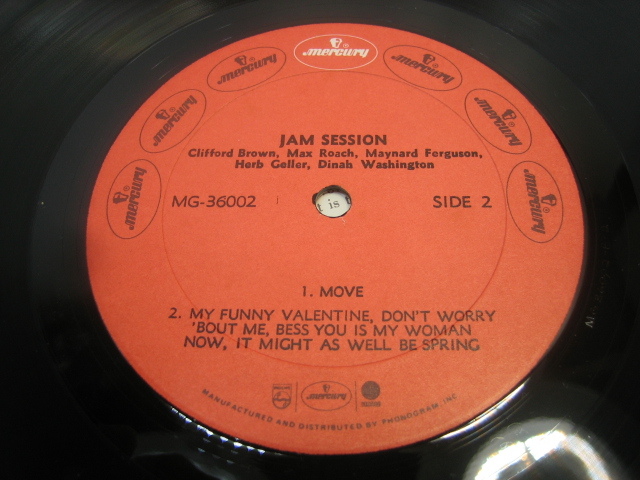 mercury
mercury
mercury
mercury
mercury
mercury
mercury
JAM SESSION
Clifford Brown, Max Roach, Maynard Ferguson,
Herb Geller, Dinah Washington
MG-36002
t is
SIDE 2
1. MOVE
2. MY FUNNY VALENTINE, DON'T WORRY
'BOUT ME, BESS YOU IS MY WOMAN
NOW, IT MIGHT AS WELL BE SPRING
mercury
MANUFACTURED AND DISTRIBUTED BY PHONOGRAM, INC.